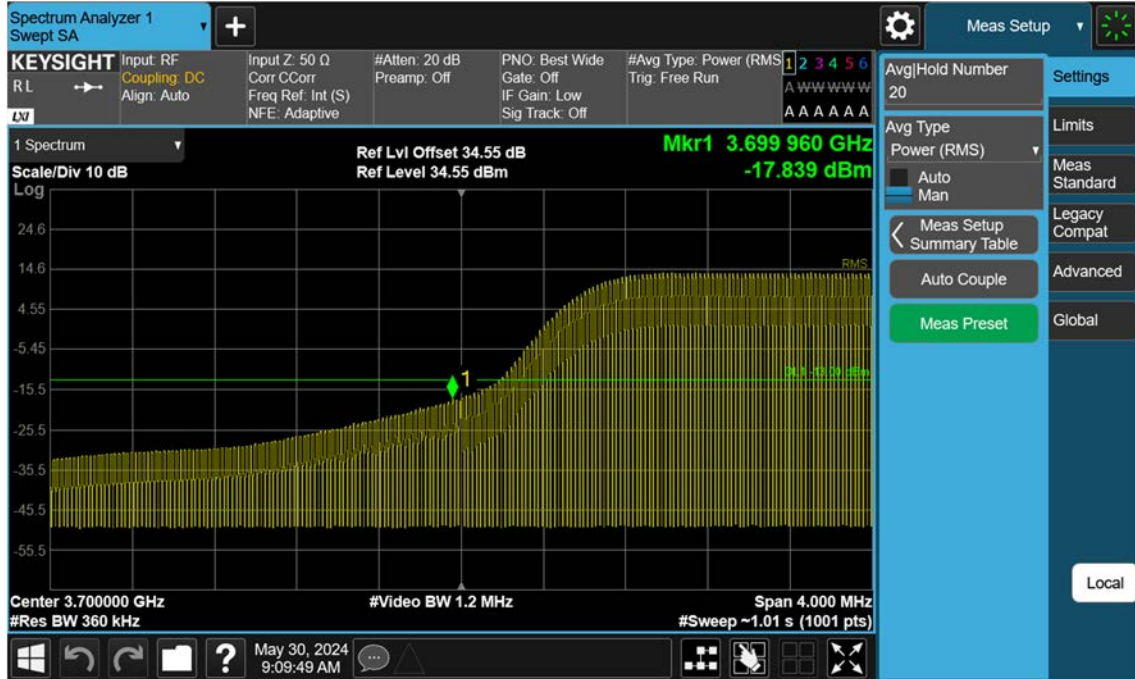 Spectrum Analyzer 1
Swept SA
+
Meas Setup
KEYSIGHT
R L
LXI
Input: RF
Coupling: DC
Align: Auto
Input Z: 50 Ω
Corr CCorr
Freq Ref: Int (S)
NFE: Adaptive
#Atten: 20 dB
Preamp: Off
PNO: Best Wide
Gate: Off
IF Gain: Low
Sig Track: Off
#Avg Type: Power (RMS
Trig: Free Run
1 2 3 4 5 6
A W W W W W
A A A A A A
1 Spectrum
Scale/Div 10 dB
Log
Ref Lvl Offset 34.55 dB
Ref Level 34.55 dBm
Mkr1 3.699 960 GHz
-17.839 dBm
24.6
14.6
4.55
-5.45
-15.5
-25.5
-35.5
-45.5
-55.5
RMS
1
DL1 -13.00 dBm
Center 3.700000 GHz
#Res BW 360 kHz
#Video BW 1.2 MHz
Span 4.000 MHz
#Sweep ~1.01 s (1001 pts)
Avg|Hold Number
20
Avg Type
Power (RMS)
Auto
Man
Meas Setup
Summary Table
Auto Couple
Meas Preset
Settings
Limits
Meas
Standard
Legacy
Compat
Advanced
Global
Local
?
May 30, 2024
9:09:49 AM